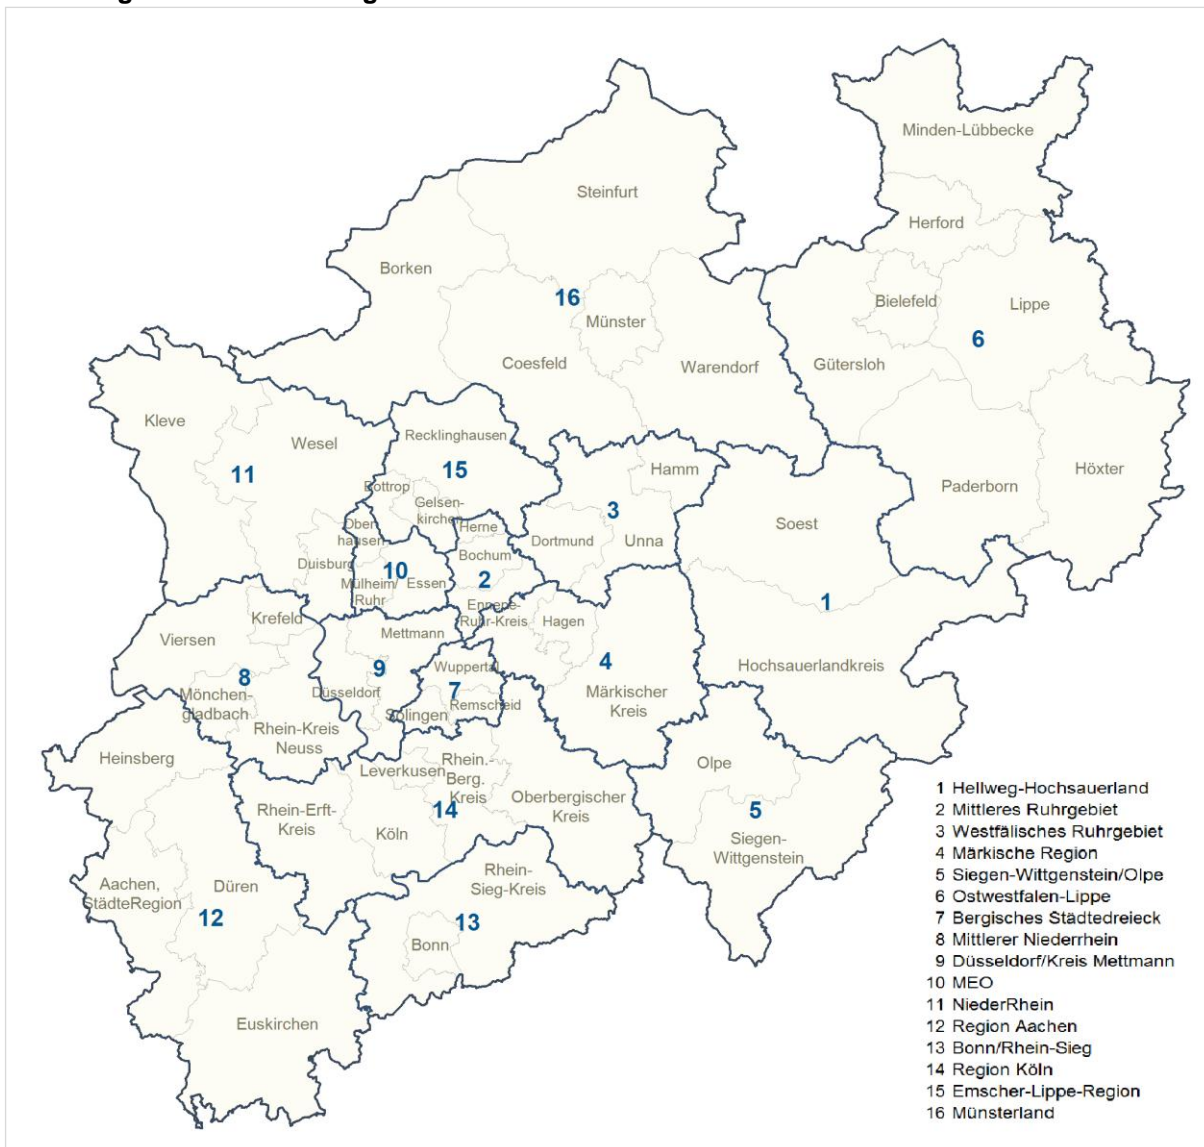 Minden-Lübbecke
Steinfurt
Herford
Borken
Bielefeld
Lippe
16
Münster
6
Coesfeld
Warendorf
Gütersloh
Kleve
Wesel
Recklinghausen
Hamm
Höxter
11
15
Bottrop
Paderborn
Gelsen-
kirchen
3
Soest
Ober
hausen
Herne
Dortmund
Unna
Duisburg
Bochum
10
Essen
2
Mülheim/
Ruhr
1
Ennepe-
Ruhr-Kreis
Hagen
Krefeld
Viersen
Mettmann
8
9
Wuppertal
4
Hochsauerlandkreis
Mönchen-
gladbach
Düsseldorf
7
Remscheid
Märkischer
Kreis
Solingen
Rhein-Kreis
Neuss
Heinsberg
Leverkusen
Rhein.-
Berg.
Kreis
Olpe
Rhein-Erft-
Kreis
14
Oberbergischer
Kreis
Köln
5
Siegen-
Wittgenstein
Aachen,
StädteRegion
Düren
Rhein-
Sieg-Kreis
12
13
Bonn
Euskirchen
1 Hellweg-Hochsauerland
2 Mittleres Ruhrgebiet
3 Westfälisches Ruhrgebiet
4 Märkische Region
5 Siegen-Wittgenstein/Olpe
6 Ostwestfalen-Lippe
7 Bergisches Städtedreieck
8 Mittlerer Niederrhein
9 Düsseldorf/Kreis Mettmann
10 MEO
11 NiederRhein
12 Region Aachen
13 Bonn/Rhein-Sieg
14 Region Köln
15 Emscher-Lippe-Region
16 Münsterland